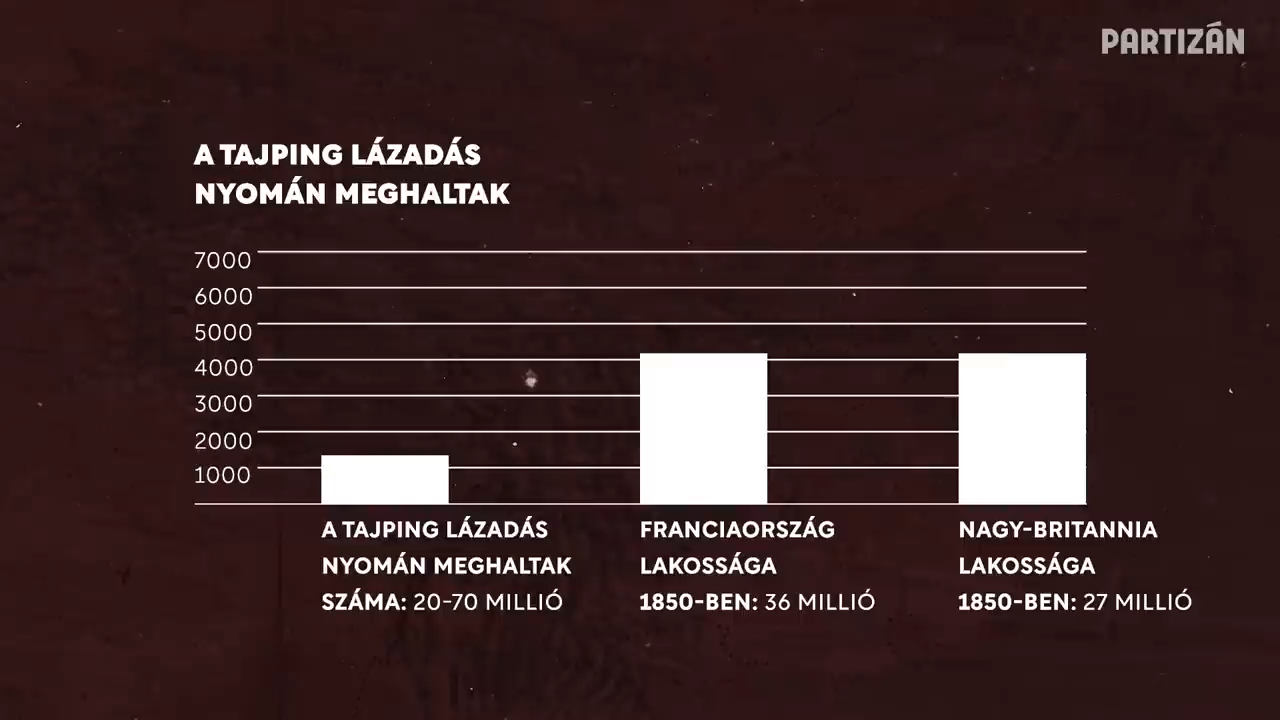 PARTIZÁN
A TAJPING LÁZADÁS
NYOMÁN MEGHALTAK
7000
6000
5000
4000
3000
2000
1000
A TAJPING LÁZADÁS
NYOMÁN MEGHALTAK
SZÁMA: 20-70 MILLIÓ
FRANCIAORSZÁG
LAKOSSÁGA
1850-BEN: 36 MILLIÓ
NAGY-BRITANNIA
LAKOSSÁGA
1850-BEN: 27 MILLIÓ